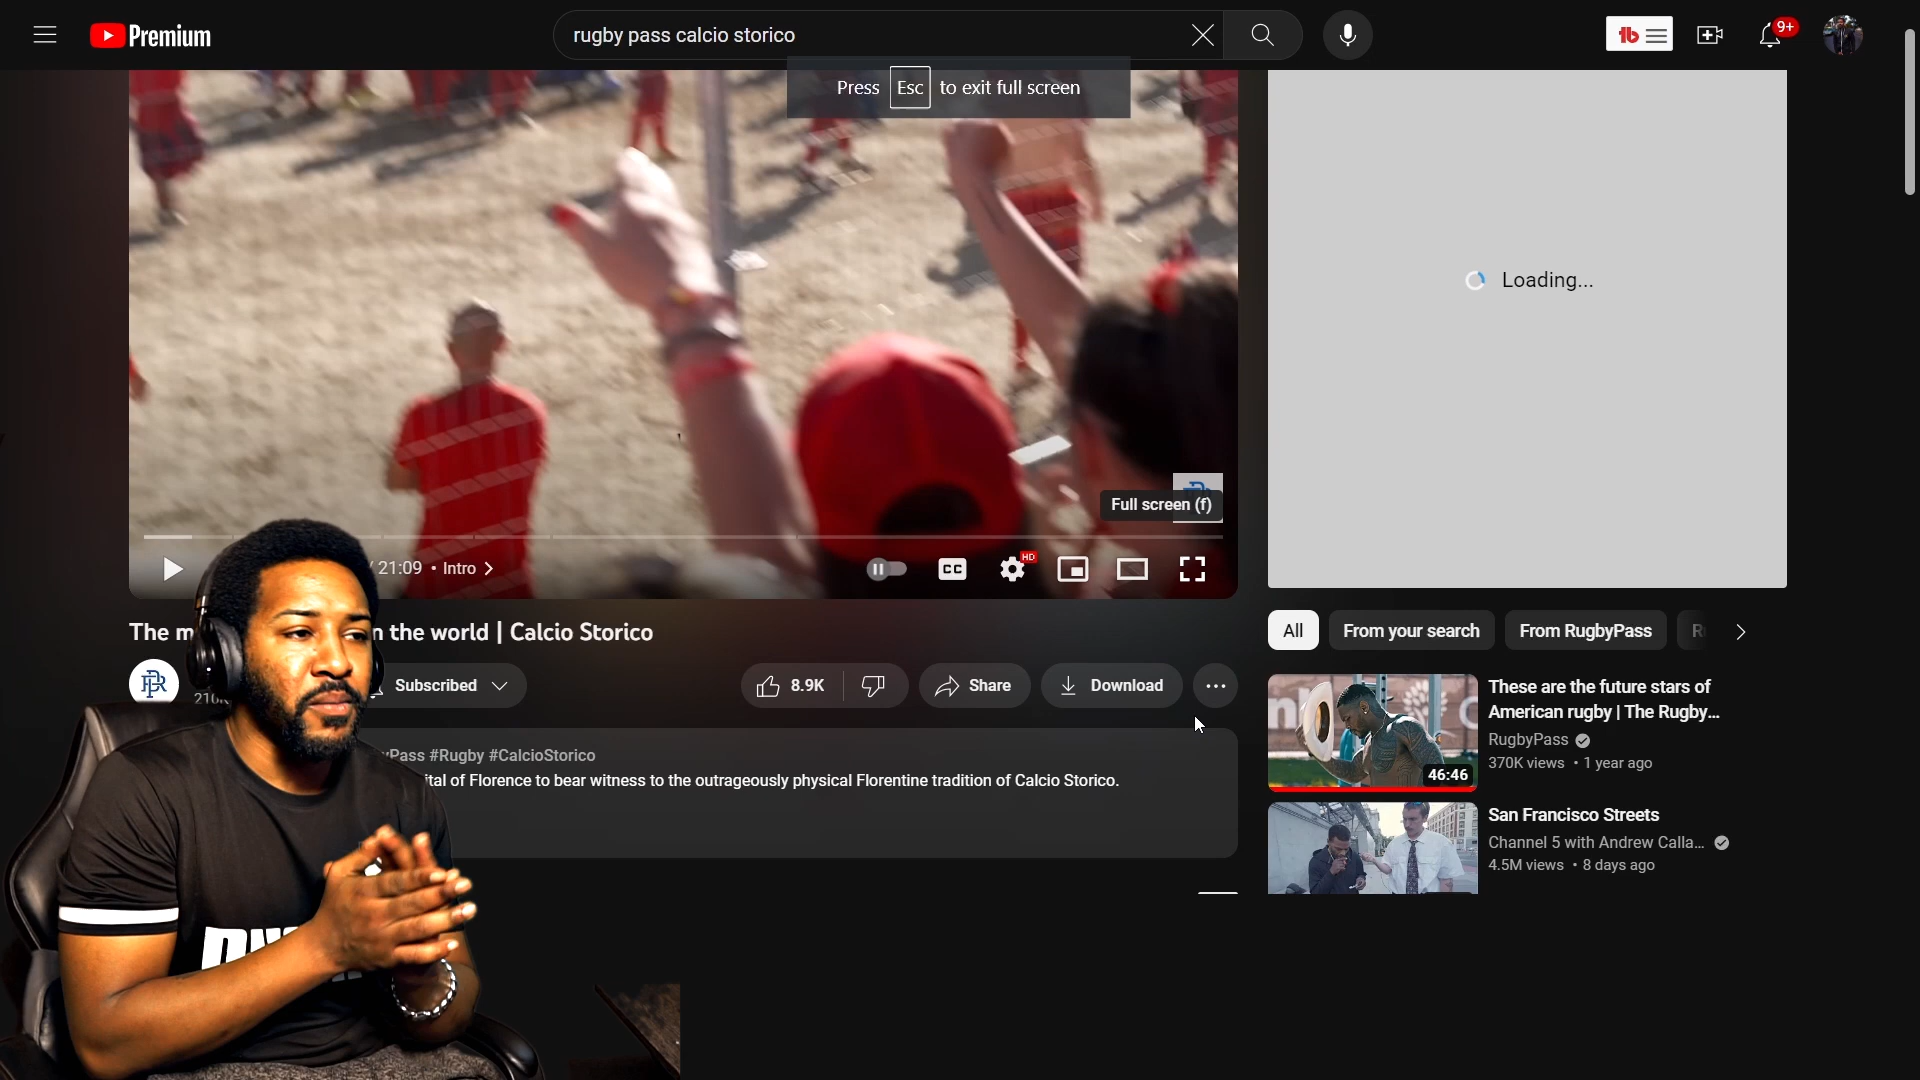 Premium
rugby pass calcio storico
9+
Press Esc to exit full screen
Loading...
Full screen (f)
21:09 • Intro
CC
HD
The m
n the world | Calcio Storico
Subscribed
8.9K
Share
Download
#Rugby #CalcioStorico
of Florence to bear witness to the outrageously physical Florentine tradition of Calcio Storico.
All
From your search
From RugbyPass
These are the future stars of
American rugby | The Rugby...
RugbyPass
370K views • 1 year ago
46:46
San Francisco Streets
Channel 5 with Andrew Calla...
4.5M views • 8 days ago